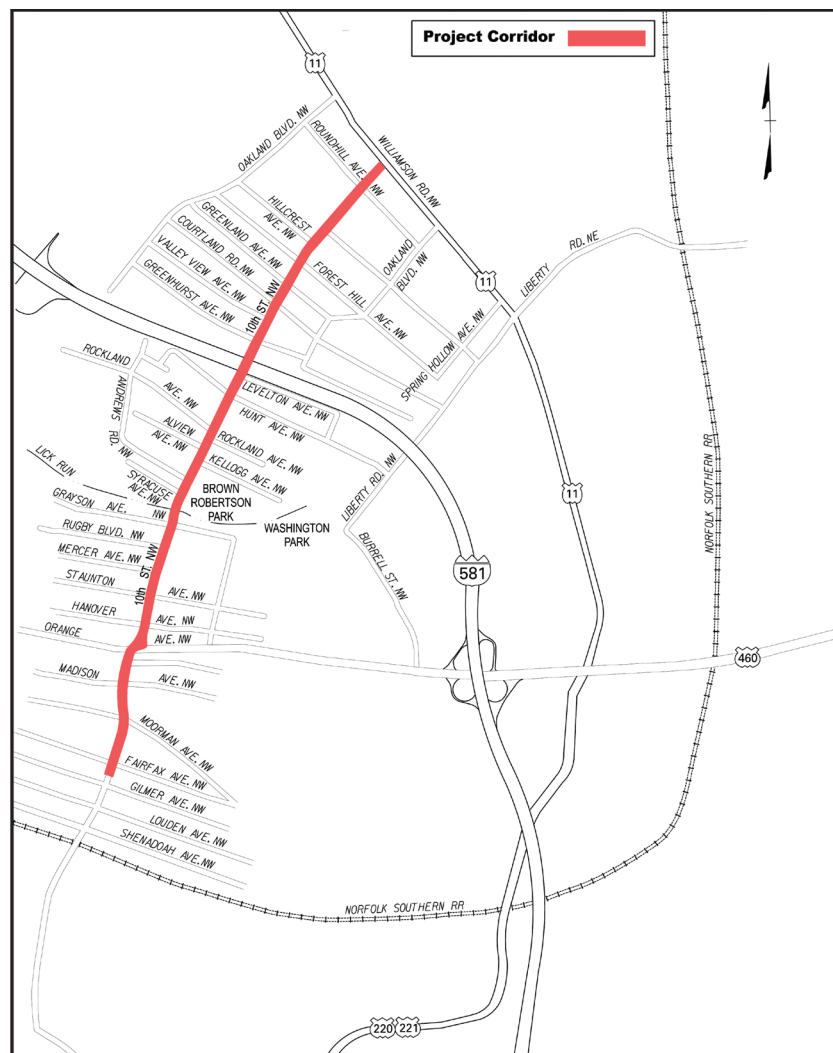 Project Corridor
11
OAKLAND BLVD. NW
ROUNDHILL AVE. NW
WILLIAMSON RD. NW
HILLCREST
AVE. NW
GREENLAND AVE. NW
COURTLAND RD. NW
VALLEY VIEW AVE. NW
GREENHURST AVE. NW
10th ST. NW
FOREST HILL
AVE. NW
OAKLAND
BLVD. NW
11
LIBERTY RD. NE
SPRING HOLLOW AVE. NW
ROCKLAND
AVE. NW
ANDREWS
RD. NW
LEVELTON AVE. NW
HUNT AVE. NW
ALVIEW
AVE. NW
ROCKLAND AVE. NW
KELLOGG AVE. NW
SYRACUSE
AVE. NW
LICK RUN
BROWN
ROBERTSON
PARK
WASHINGTON
PARK
LIBERTY RD. NW
BURRELL ST. NW
11
NORFOLK SOUTHERN RR
GRAYSON AVE. NW
RUGBY BLVD. NW
MERCER AVE. NW
10th ST. NW
STAUNTON AVE. NW
HANOVER AVE. NW
ORANGE AVE. NW
581
460
MADISON AVE. NW
MOORMAN AVE. NW
FAIRFAX AVE. NW
GILMER AVE. NW
LOUDEN AVE. NW
SHENADOAH AVE. NW
NORFOLK SOUTHERN RR
220 221